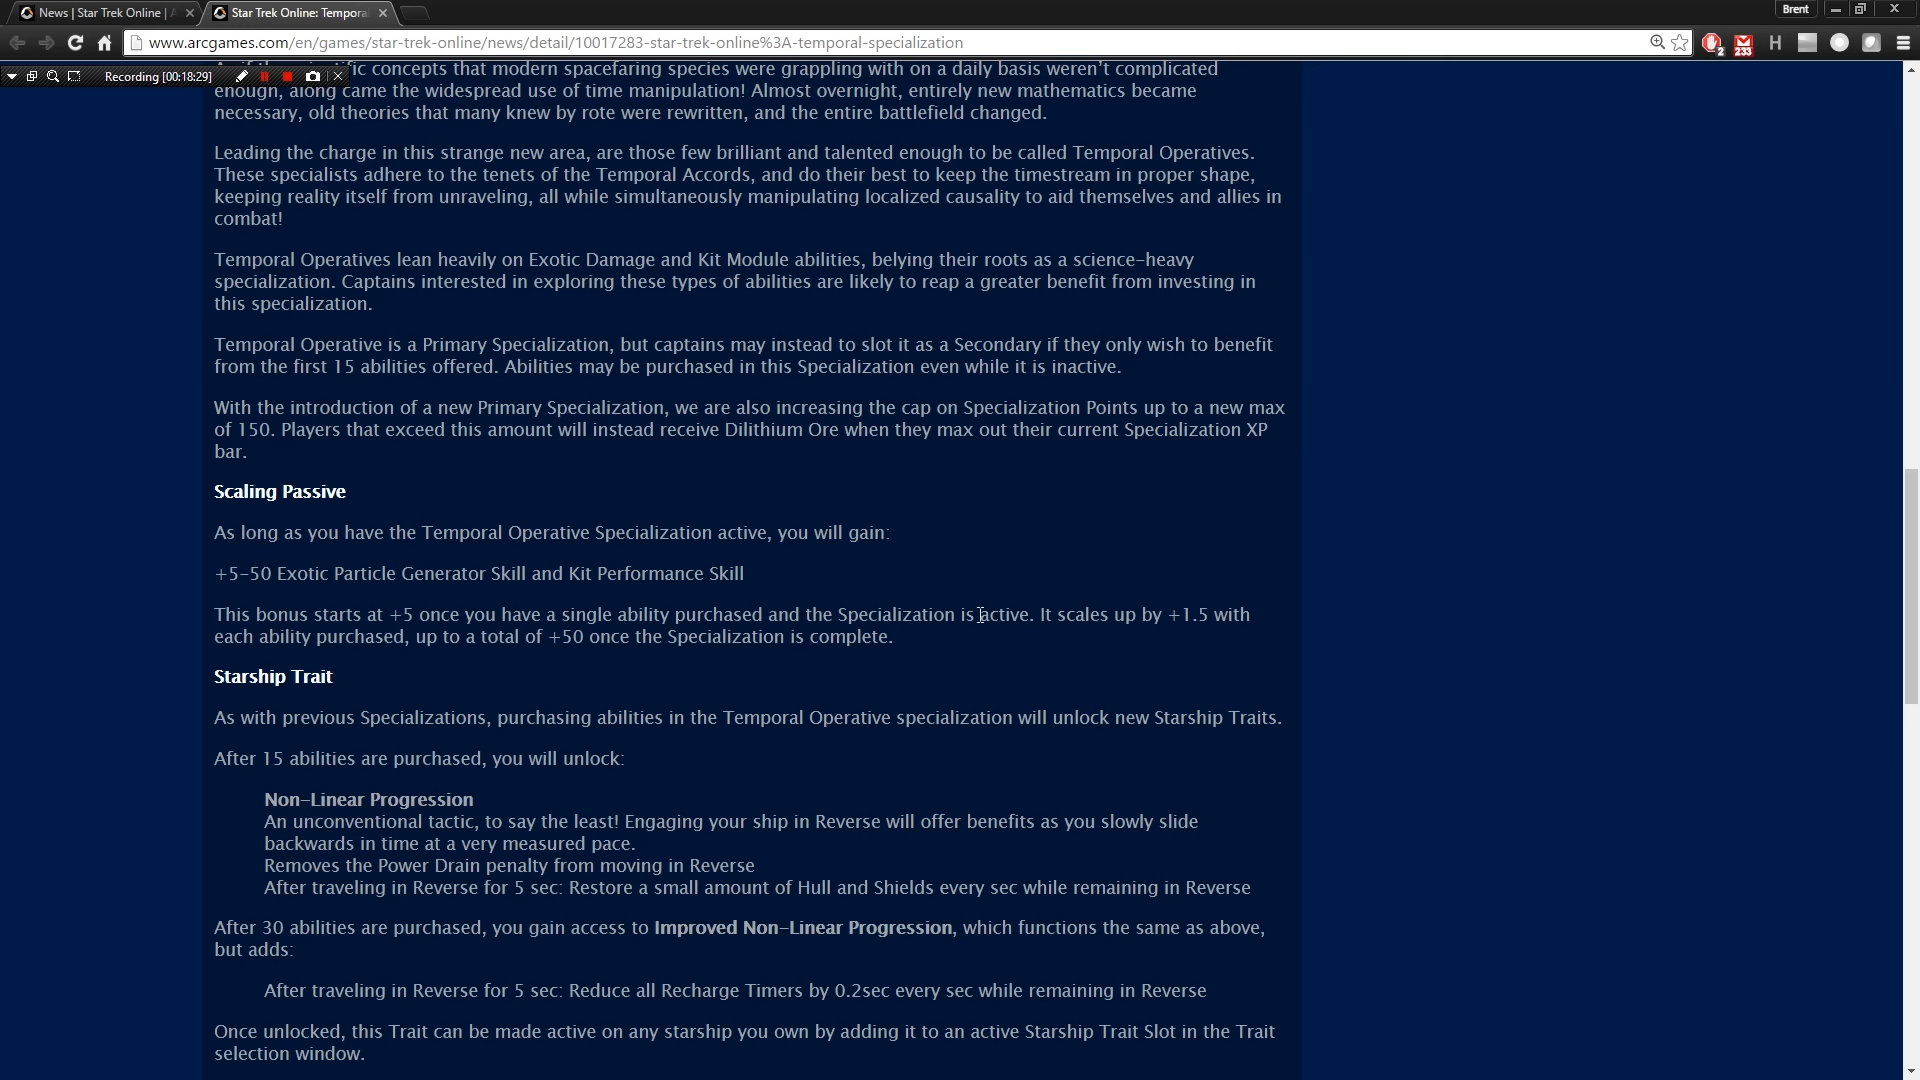 News | Star Trek Online |
Star Trek Online: Tempora
Brent
www.arcgames.com/en/games/star-trek-online/news/detail/10017283-star-trek-online%3A-temporal-specialization
2
233
H
Recording [00:18:29]
concepts that modern spacefaring species were grappling with on a daily basis weren't complicated
enough, along came the widespread use of time manipulation! Almost overnight, entirely new mathematics became
necessary, old theories that many knew by rote were rewritten, and the entire battlefield changed.
Leading the charge in this strange new area, are those few brilliant and talented enough to be called Temporal Operatives.
These specialists adhere to the tenets of the Temporal Accords, and do their best to keep the timestream in proper shape,
keeping reality itself from unraveling, all while simultaneously manipulating localized causality to aid themselves and allies in
combat!
Temporal Operatives lean heavily on Exotic Damage and Kit Module abilities, belying their roots as a science-heavy
specialization. Captains interested in exploring these types of abilities are likely to reap a greater benefit from investing in
this specialization.
Temporal Operative is a Primary Specialization, but captains may instead to slot it as a Secondary if they only wish to benefit
from the first 15 abilities offered. Abilities may be purchased in this Specialization even while it is inactive.
With the introduction of a new Primary Specialization, we are also increasing the cap on Specialization Points up to a new max
of 150. Players that exceed this amount will instead receive Dilithium Ore when they max out their current Specialization XP
bar.
Scaling Passive
As long as you have the Temporal Operative Specialization active, you will gain:
+5-50 Exotic Particle Generator Skill and Kit Performance Skill
This bonus starts at +5 once you have a single ability purchased and the Specialization is active. It scales up by +1.5 with
each ability purchased, up to a total of +50 once the Specialization is complete.
Starship Trait
As with previous Specializations, purchasing abilities in the Temporal Operative specialization will unlock new Starship Traits.
After 15 abilities are purchased, you will unlock:
Non-Linear Progression
An unconventional tactic, to say the least! Engaging your ship in Reverse will offer benefits as you slowly slide
backwards in time at a very measured pace.
Removes the Power Drain penalty from moving in Reverse
After traveling in Reverse for 5 sec: Restore a small amount of Hull and Shields every sec while remaining in Reverse
After 30 abilities are purchased, you gain access to Improved Non-Linear Progression, which functions the same as above,
but adds:
After traveling in Reverse for 5 sec: Reduce all Recharge Timers by 0.2sec every sec while remaining in Reverse
Once unlocked, this Trait can be made active on any starship you own by adding it to an active Starship Trait Slot in the Trait
selection window.